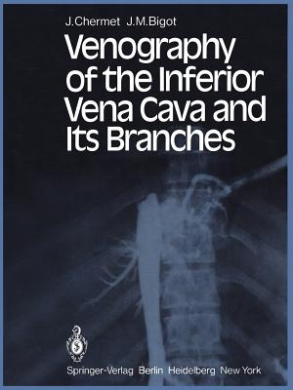 J.Chermet J.M.Bigot
Venography
of the Inferior
Vena Cava and
Its Branches
Springer-Verlag Berlin Heidelberg New York